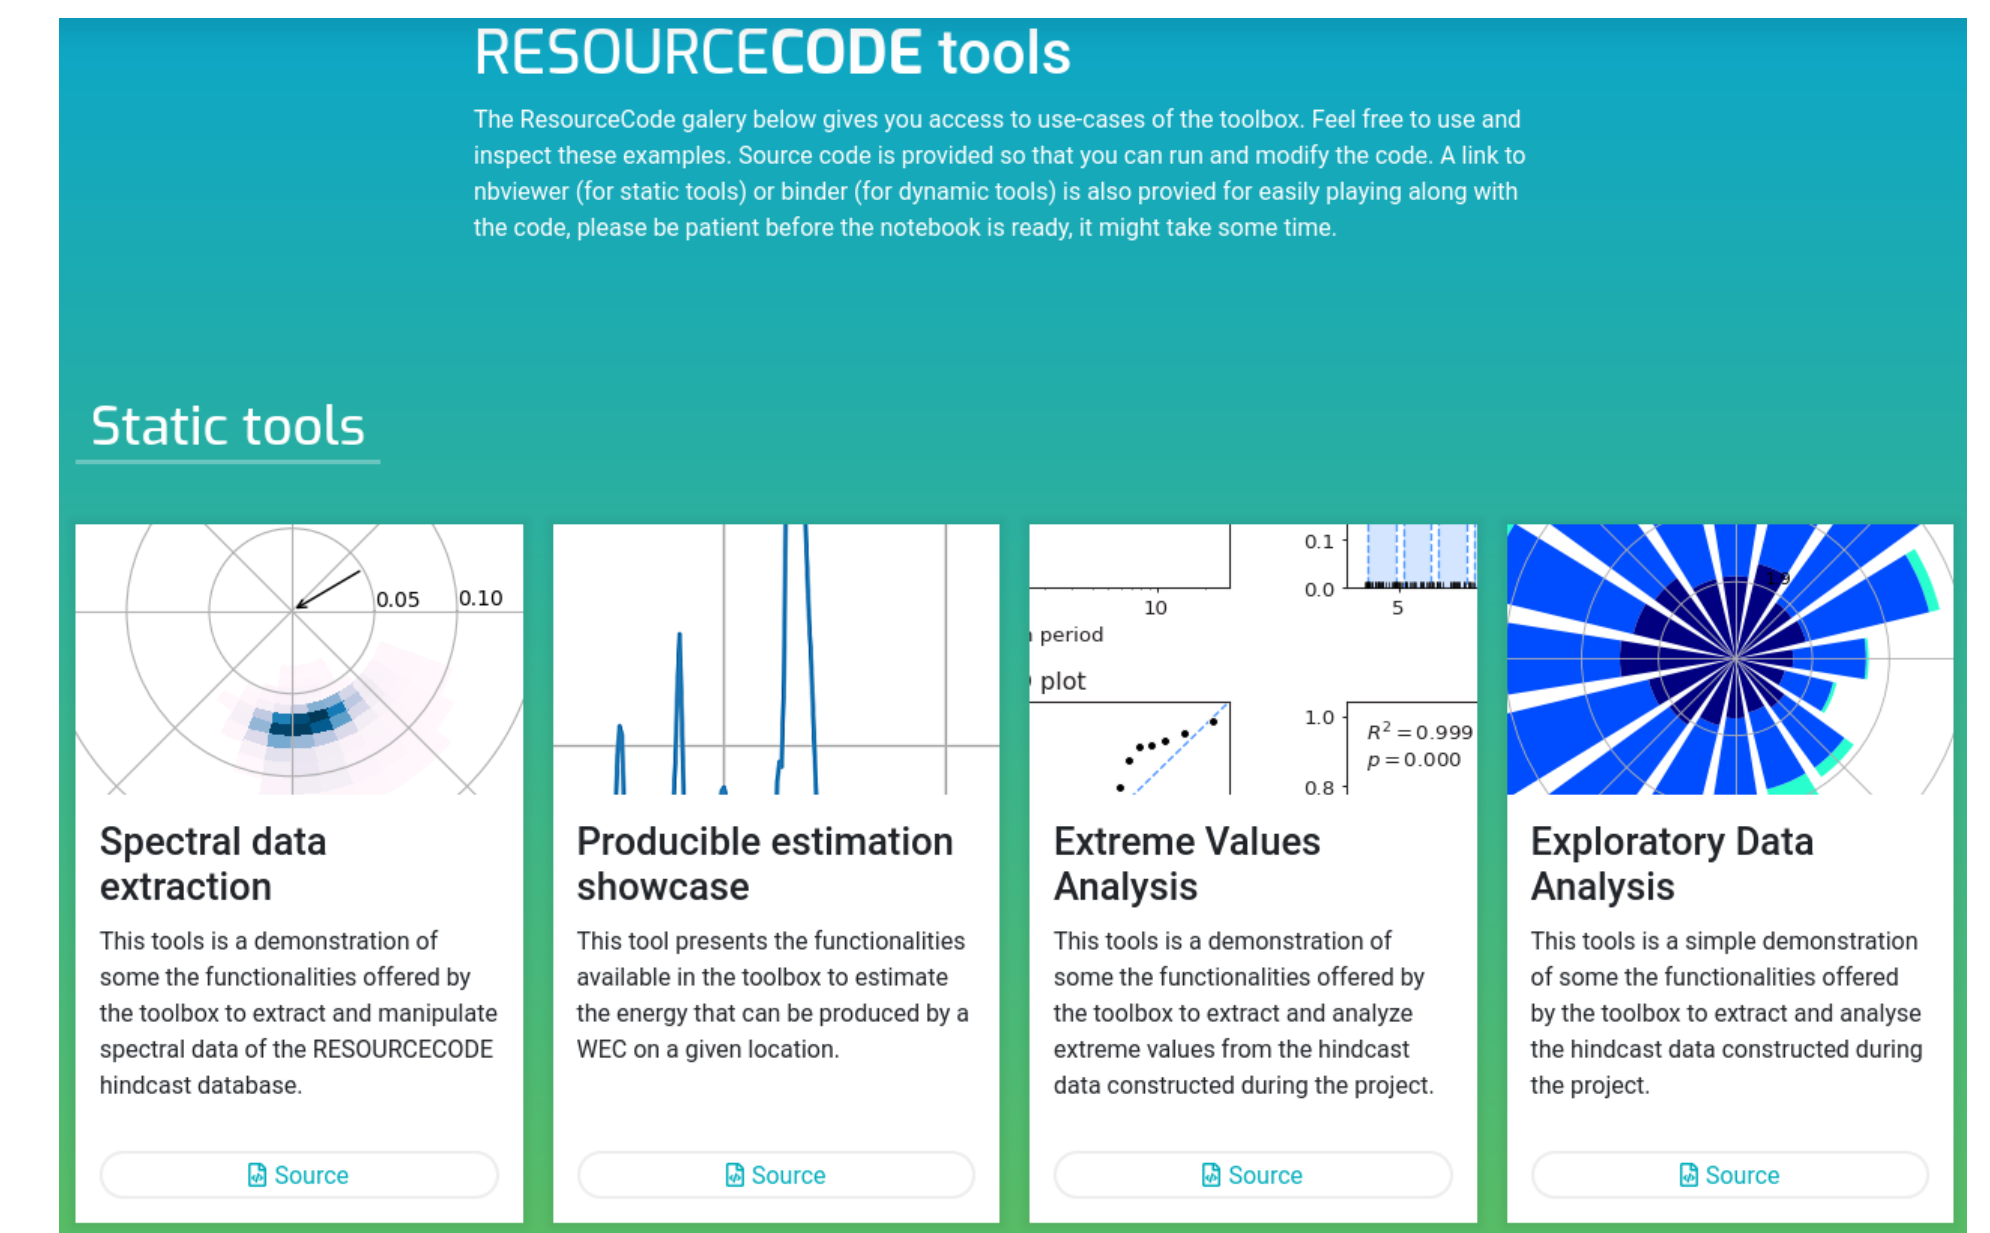 RESOURCECODE tools
The ResourceCode galery below gives you access to use-cases of the toolbox. Feel free to use and
inspect these examples. Source code is provided so that you can run and modify the code. A link to
nbviewer (for static tools) or binder (for dynamic tools) is also provied for easily playing along with
the code, please be patient before the notebook is ready, it might take some time.
Static tools
0.05 0.10
10
period
plot
0.1
0.0
5
1.0
R² = 0.999
p = 0.000
0.8
Spectral data
extraction
This tools is a demonstration of
some the functionalities offered by
the toolbox to extract and manipulate
spectral data of the RESOURCECODE
hindcast database.
Source
Producible estimation
showcase
This tool presents the functionalities
available in the toolbox to estimate
the energy that can be produced by a
WEC on a given location.
Source
Extreme Values
Analysis
This tools is a demonstration of
some the functionalities offered by
the toolbox to extract and analyze
extreme values from the hindcast
data constructed during the project.
Source
Exploratory Data
Analysis
This tools is a simple demonstration
of some the functionalities offered
by the toolbox to extract and analyse
the hindcast data constructed during
the project.
Source